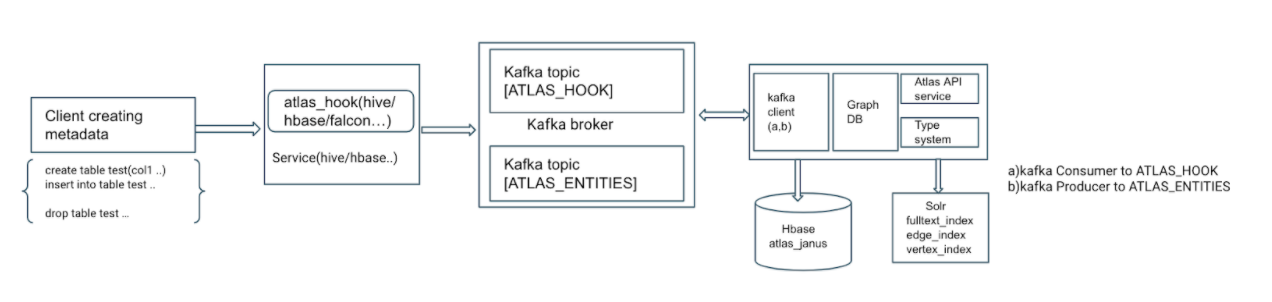 Client creating
metadata
create table test(col1 ..)
insert into table test ..
drop table test ...
atlas_hook(hive/
hbase/falcon...)
Service(hive/hbase..)
Kafka topic
[ATLAS_HOOK]
Kafka broker
Kafka topic
[ATLAS_ENTITIES]
kafka
client
(a,b)
Graph
DB
Atlas API
service
Type
system
Hbase
atlas_janus
Solr
fulltext_index
edge_index
vertex_index
a)kafka Consumer to ATLAS_HOOK
b)kafka Producer to ATLAS_ENTITIES